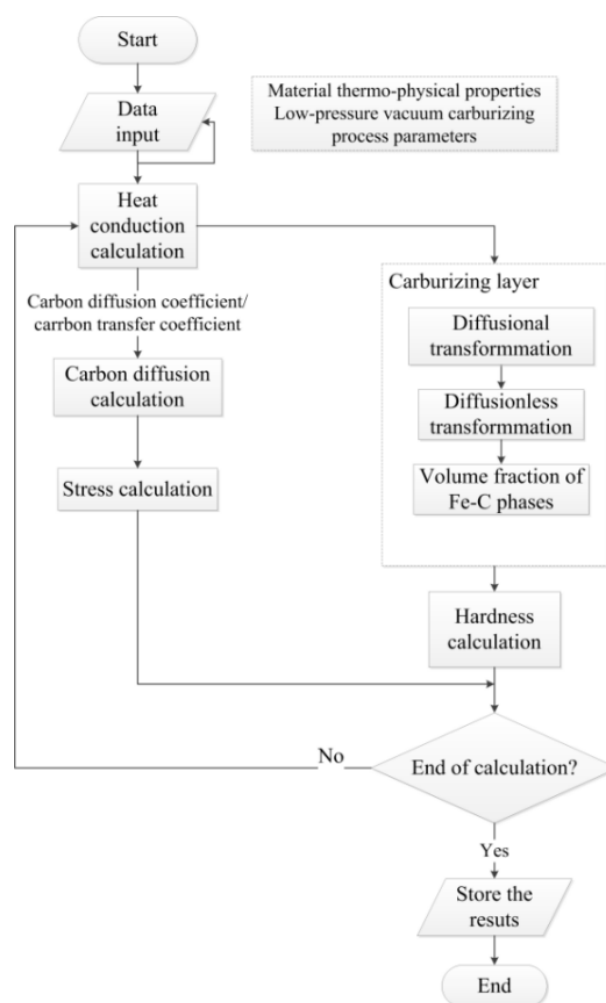 Start
Data
input
Material thermo-physical properties
Low-pressure vacuum carburizing
process parameters
Heat
conduction
calculation
Carbon diffusion coefficient/
carrbon transfer coefficient
Carbon diffusion
calculation
Stress calculation
Carburizing layer
Diffusional
transformmation
Diffusionless
transformmation
Volume fraction of
Fe-C phases
Hardness
calculation
No
End of calculation?
Yes
Store the
resuts
End